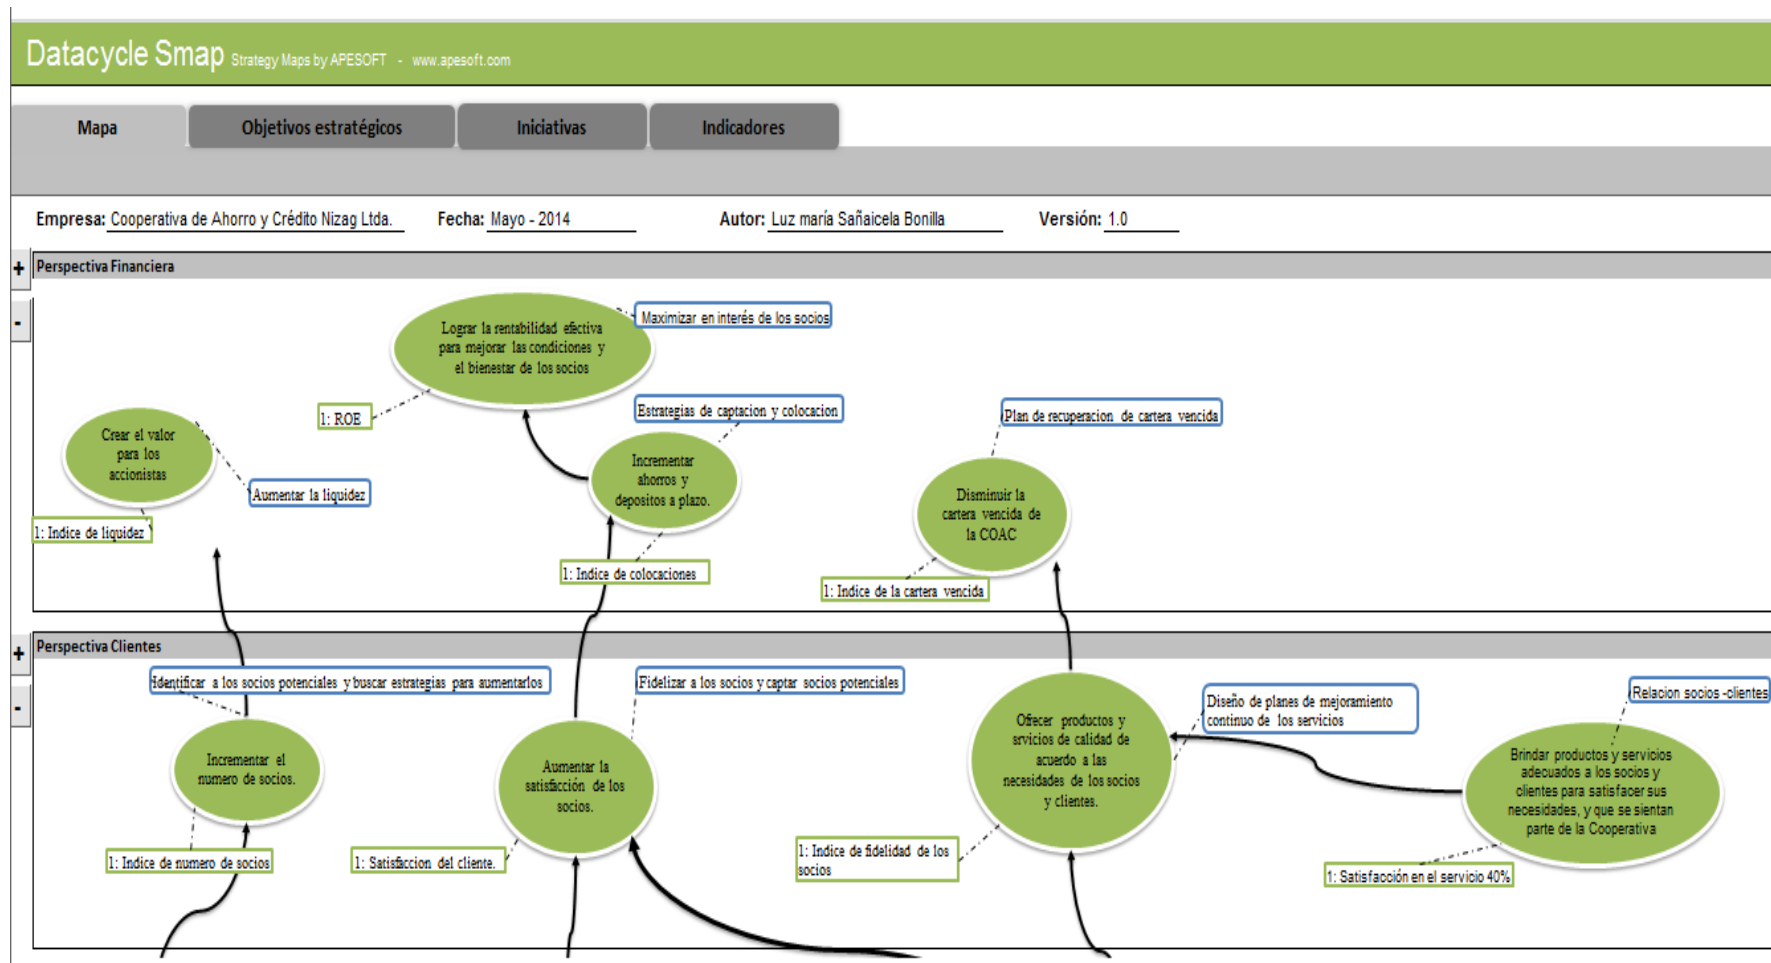 Datacycle Smap Strategy Maps by APESOFT - www.apesoft.com
Mapa
Objetivos estratégicos
Iniciativas
Indicadores
Empresa: Cooperativa de Ahorro y Crédito Nizag Ltda.
Fecha: Mayo - 2014
Autor: Luz maría Sañaicela Bonilla
Versión: 1.0
+
Perspectiva Financiera
-
Lograr la rentabilidad efectiva
para mejorar las condiciones y
el bienestar de los socios
Maximizar en interés de los socios
1: ROE
Estrategias de captacion y colocacion
Plan de recuperacion de cartera vencida
Crear el valor
para los
accionistas
Aumentar la liquidez
1: Indice de liquidez
Incrementar
ahorros y
depositos a plazo.
1: Indice de colocaciones
Disminuir la
cartera vencida de
la COAC
1: Indice de la cartera vencida
+
Perspectiva Clientes
-
Identificar a los socios potenciales y buscar estrategias para aumentarlos
Fidelizar a los socios y captar socios potenciales
Incrementar el
numero de socios.
1: Indice de numero de socios
Aumentar la
satisfacción de los
socios.
1: Satisfaccion del cliente.
Ofrecer productos y
srvicios de calidad de
acuerdo a las
necesidades de los socios
y clientes.
Diseño de planes de mejoramiento
continuo de los servicios
1: Indice de fidelidad de los
socios
Relacion socios -clientes
Brindar productos y servicios
adecuados a los socios y
clientes para satisfacer sus
necesidades, y que se sientan
parte de la Cooperativa
1: Satisfacción en el servicio 40%